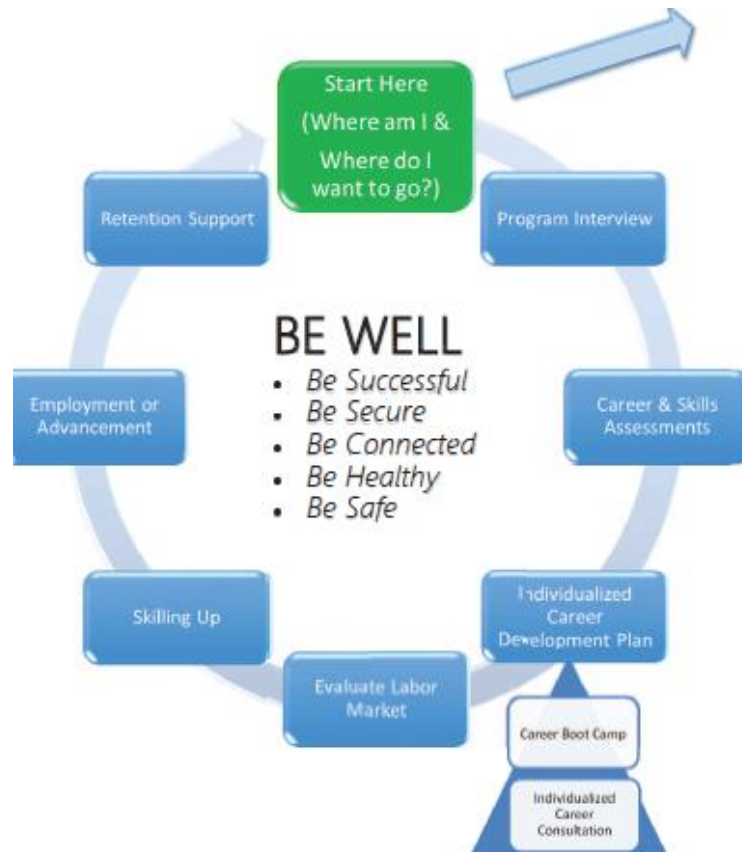 Start Here
(Where am I &
Where do I
want to go?)
Program Interview
Career & Skills
Assessments
Individualized
Career
Development Plan
Career Boot Camp
Individualized
Career
Consultation
Evaluate Labor
Market
Skilling Up
Employment or
Advancement
Retention Support
BE WELL
• Be Successful
• Be Secure
• Be Connected
• Be Healthy
• Be Safe